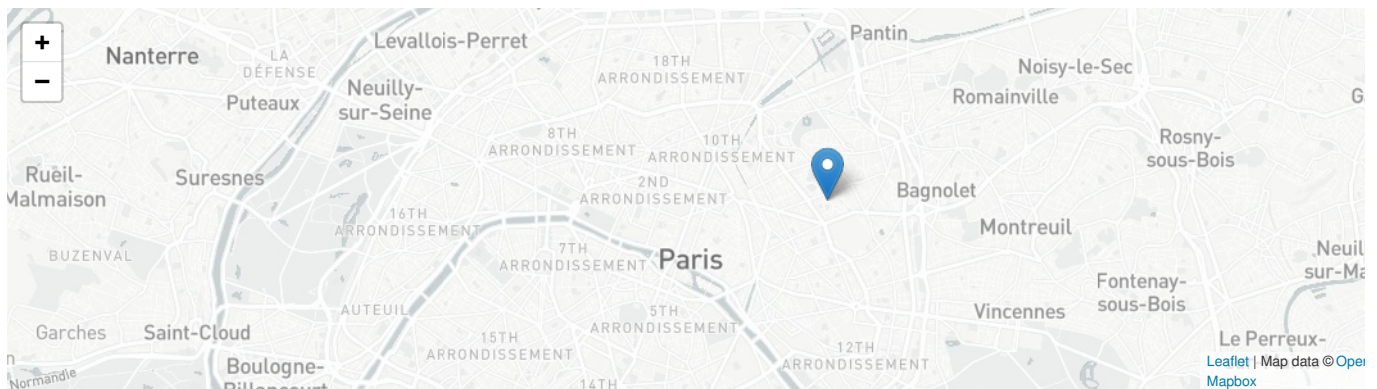 +
−
Nanterre
LA
DÉFENSE
Levallois-Perret
18TH
ARRONDISSEMENT
Pantin
Noisy-le-Sec
Romainville
Puteaux
Neuilly-
sur-Seine
8TH
ARRONDISSEMENT
10TH
ARRONDISSEMENT
Rosny-
sous-Bois
Rueil-
Malmaison
Suresnes
2ND
ARRONDISSEMENT
Bagnolet
16TH
ARRONDISSEMENT
Montreuil
BUZENVAL
7TH
ARRONDISSEMENT
Paris
Fontenay-
sous-Bois
AUTEUIL
5TH
ARRONDISSEMENT
Vincennes
Garches
Saint-Cloud
15TH
ARRONDISSEMENT
12TH
ARRONDISSEMENT
Le Perreux-
Boulogne-
Normandie
14TH
Leaflet | Map data ©
Mapbox